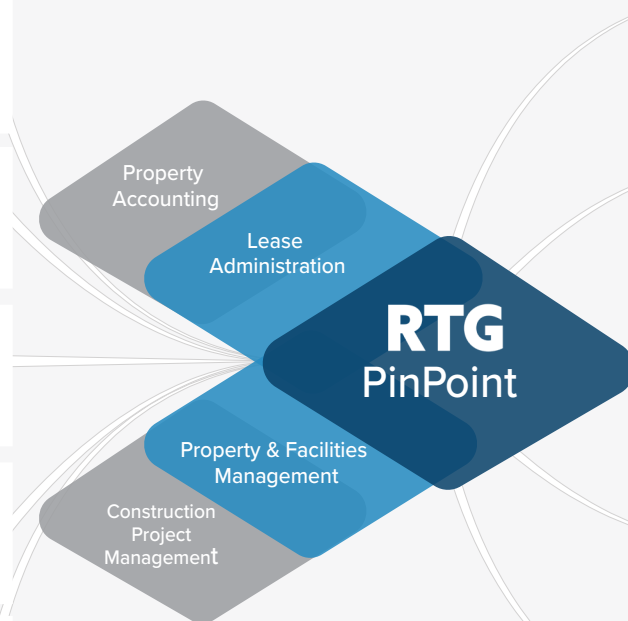 Property
Accounting
Lease
Administration
RTG
PinPoint
Property & Facilities
Management
Construction
Project
Management